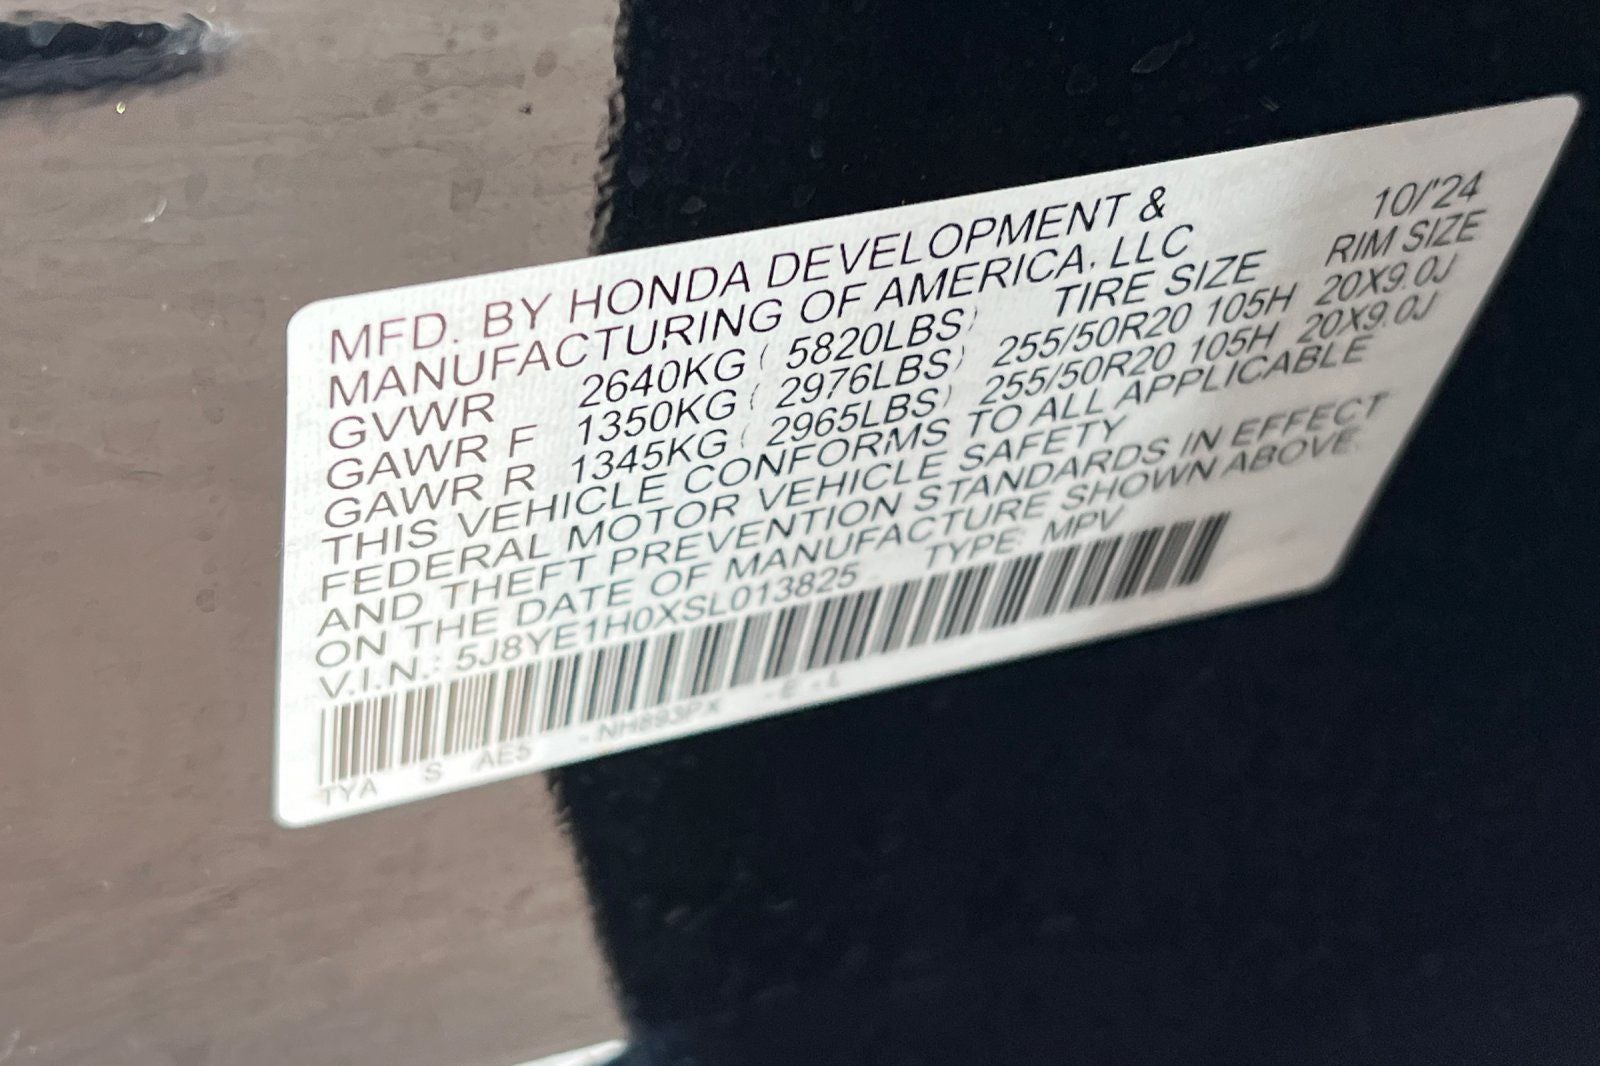 MFD. BY HONDA DEVELOPMENT & 10/'24
MANUFACTURING OF AMERICA, LLC RIM SIZE
GVWR 2640KG ( 5820LBS) TIRE SIZE
GAWR F 1350KG ( 2976LBS) 255/50R20 105H 20X9.0J
GAWR R 1345KG ( 2965LBS) 255/50R20 105H 20X9.0J
THIS VEHICLE CONFORMS TO ALL APPLICABLE
FEDERAL MOTOR VEHICLE SAFETY
AND THEFT PREVENTION STANDARDS IN EFFECT
ON THE DATE OF MANUFACTURE SHOWN ABOVE.
V.I.N.: 5J8YE1H0XSL013825 TYPE: MPV
TYA S AE5 -NH893PX -E-L